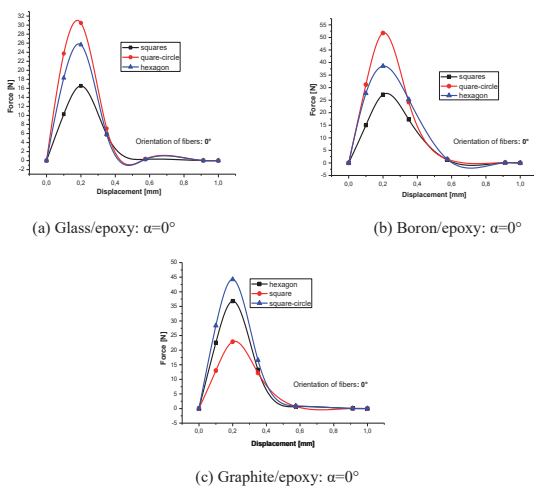 32
30
28
26
24
22
20
18
16
14
12
10
8
6
4
2
0
-2
Force [N]
squares
quare-circle
hexagon
Orientation of fibers: 0°
0,0 0,2 0,4 0,6 0,8 1,0
Displacement [mm]
(a) Glass/epoxy: α=0°
55
50
45
40
35
30
25
20
15
10
5
0
-5
Force [N]
squares
quare-circle
hexagon
Orientation of fibers: 0°
0,0 0,2 0,4 0,6 0,8 1,0
Displacement [mm]
(b) Boron/epoxy: α=0°
50
45
40
35
30
25
20
15
10
5
0
-5
Force [N]
hexagon
square
square-circle
Orientation of fibers: 0°
0,0 0,2 0,4 0,6 0,8 1,0
Displacement [mm]
(c) Graphite/epoxy: α=0°